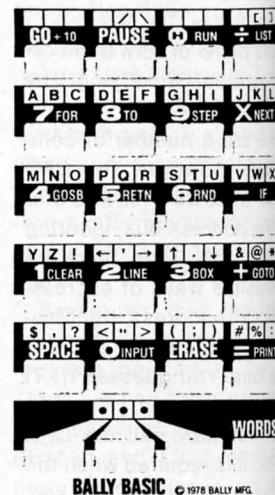 / \ [ ]
GO +10 PAUSE H RUN ÷ LIST
A B C D E F G H I J K L
7 FOR 8 TO 9 STEP X NEXT
M N O P Q R S T U V W X
4 GOSB 5 RETN 6 RND – IF
Y Z ! ← ' → ↑ . ↓ & @ *
1 CLEAR 2 LINE 3 BOX + GOTO
$ , ? < " > ( ; ) # % :
SPACE 0 INPUT ERASE = PRINT
WORDS
BALLY BASIC © 1978 BALLY MFG.